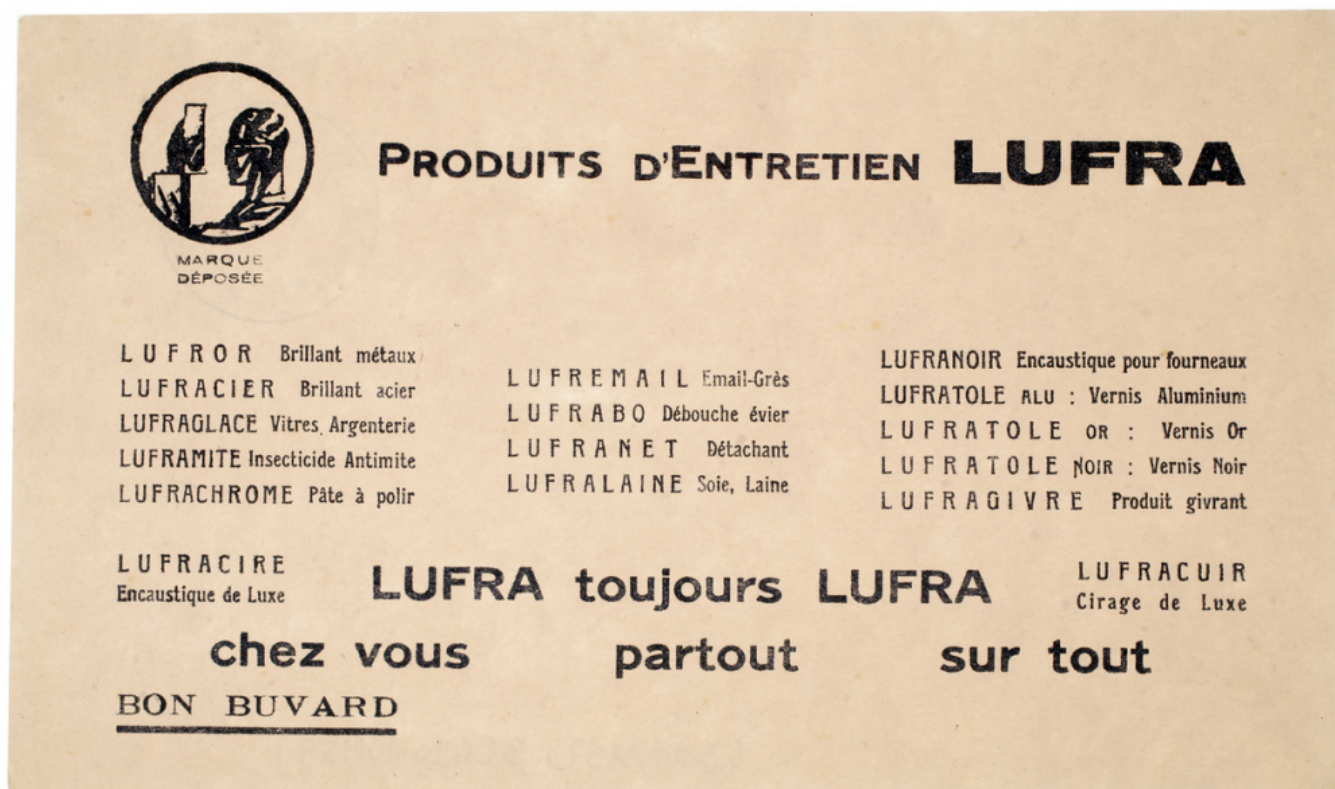 PRODUITS D'ENTRETIEN LUFRA
MARQUE
DÉPOSÉE
LUFROR Brillant métaux
LUFRACIER Brillant acier
LUFRAGLACE Vitres, Argenterie
LUFRAMITE Insecticide Antimite
LUFRACHROME Pâte à polir
LUFREMAIL Email-Grès
LUFRABO Débouche évier
LUFRANET Détachant
LUFRALAINE Soie, Laine
LUFRANOIR Encaustique pour fourneaux
LUFRATOLE ALU : Vernis Aluminium
LUFRATOLE OR : Vernis Or
LUFRATOLE NOIR : Vernis Noir
LUFRAGIVRE Produit givrant
LUFRACIRE
Encaustique de Luxe
LUFRA toujours LUFRA
LUFRACUIR
Cirage de Luxe
chez vous partout sur tout
BON BUVARD